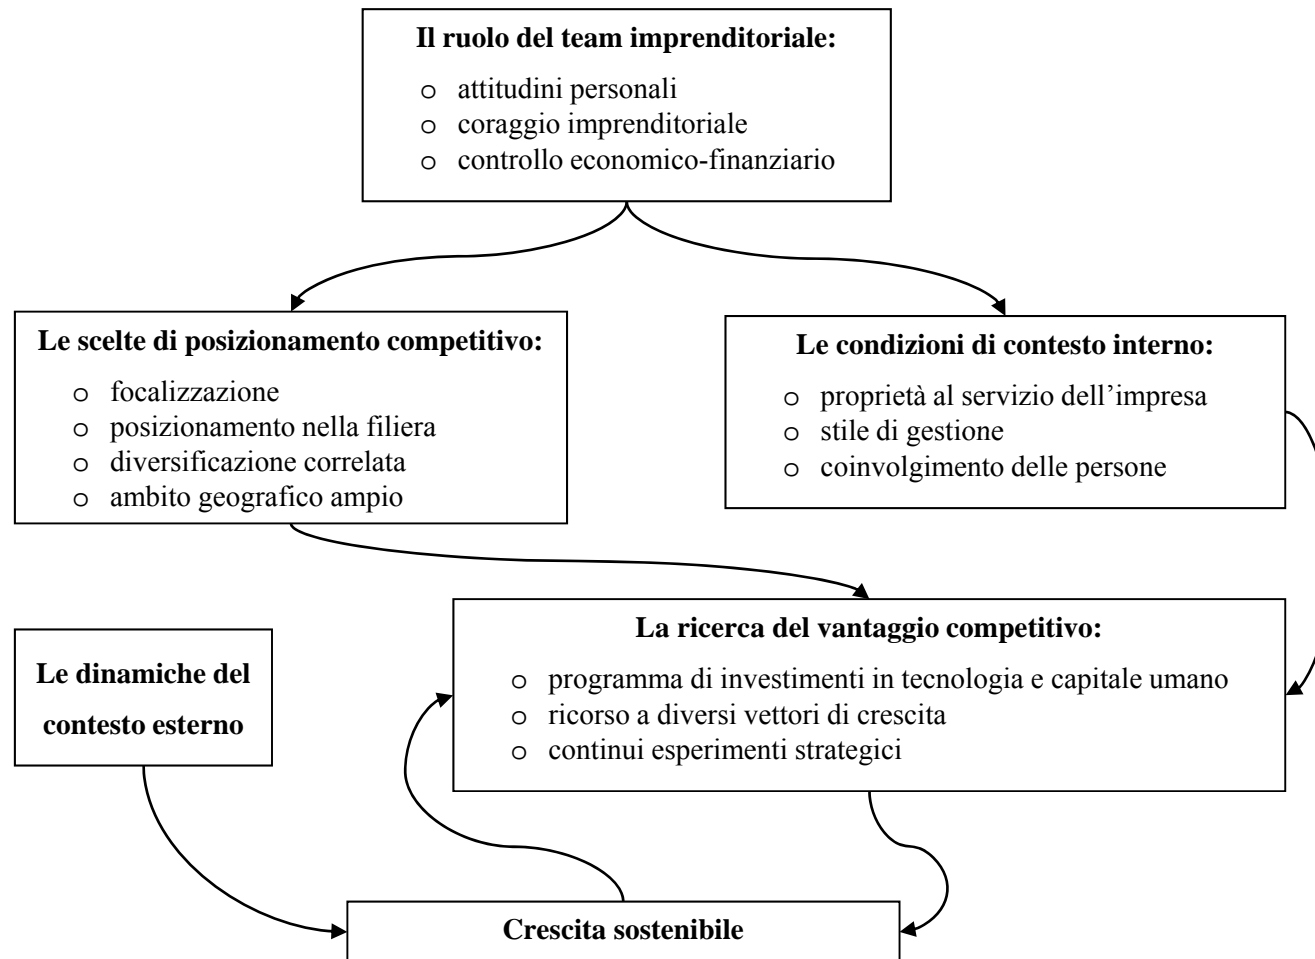 Il ruolo del team imprenditoriale:
o attitudini personali
o coraggio imprenditoriale
o controllo economico-finanziario
Le scelte di posizionamento competitivo:
o focalizzazione
o posizionamento nella filiera
o diversificazione correlata
o ambito geografico ampio
Le condizioni di contesto interno:
o proprietà al servizio dell’impresa
o stile di gestione
o coinvolgimento delle persone
La ricerca del vantaggio competitivo:
o programma di investimenti in tecnologia e capitale umano
o ricorso a diversi vettori di crescita
o continui esperimenti strategici
Le dinamiche del
contesto esterno
Crescita sostenibile